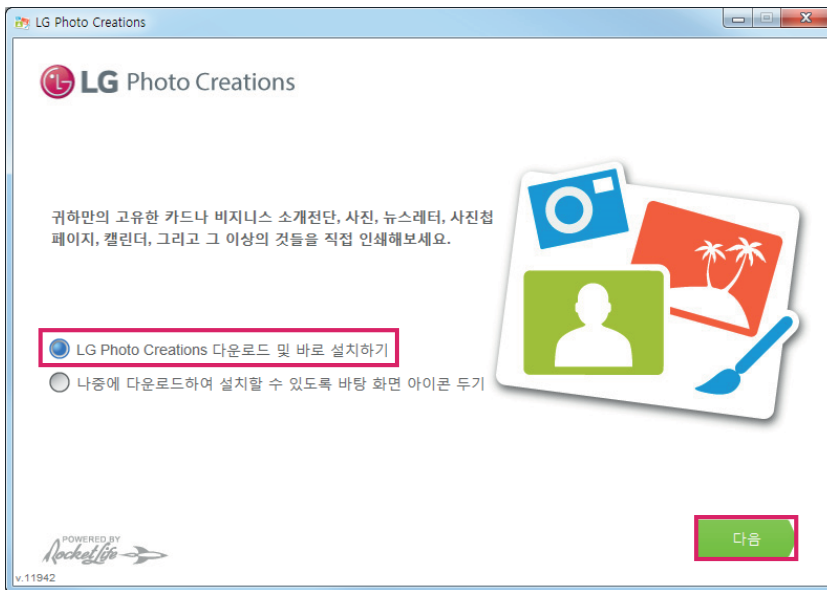 LG Photo Creations
LG Photo Creations
귀하만의 고유한 카드나 비지니스 소개전단, 사진, 뉴스레터, 사진첩
페이지, 캘린더, 그리고 그 이상의 것들을 직접 인쇄해보세요.
LG Photo Creations 다운로드 및 바로 설치하기
나중에 다운로드하여 설치할 수 있도록 바탕 화면 아이콘 두기
다음
POWERED BY
Rocketlife
v.11942